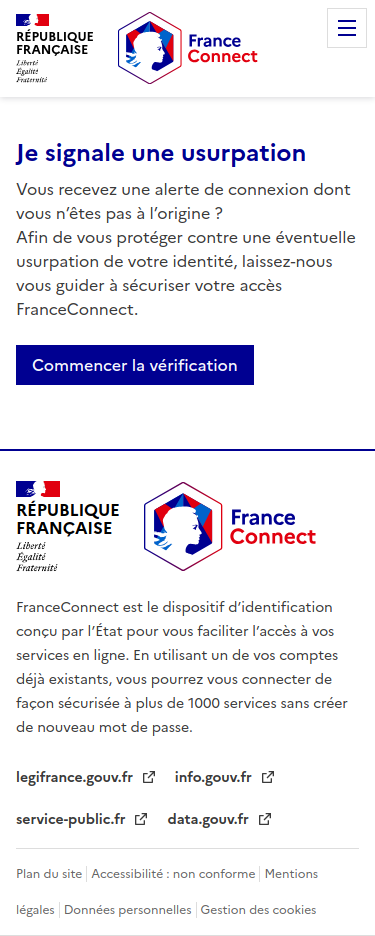 RÉPUBLIQUE
FRANÇAISE
Liberté
Égalité
Fraternité
France
Connect
Je signale une usurpation
Vous recevez une alerte de connexion dont
vous n’êtes pas à l’origine ?
Afin de vous protéger contre une éventuelle
usurpation de votre identité, laissez-nous
vous guider à sécuriser votre accès
FranceConnect.
Commencer la vérification
RÉPUBLIQUE
FRANÇAISE
Liberté
Égalité
Fraternité
France
Connect
FranceConnect est le dispositif d’identification
conçu par l’État pour vous faciliter l’accès à vos
services en ligne. En utilisant un de vos comptes
déjà existants, vous pourrez vous connecter de
façon sécurisée à plus de 1000 services sans créer
de nouveau mot de passe.
legifrance.gouv.fr info.gouv.fr
service-public.fr data.gouv.fr
Plan du site Accessibilité : non conforme Mentions
légales Données personnelles Gestion des cookies